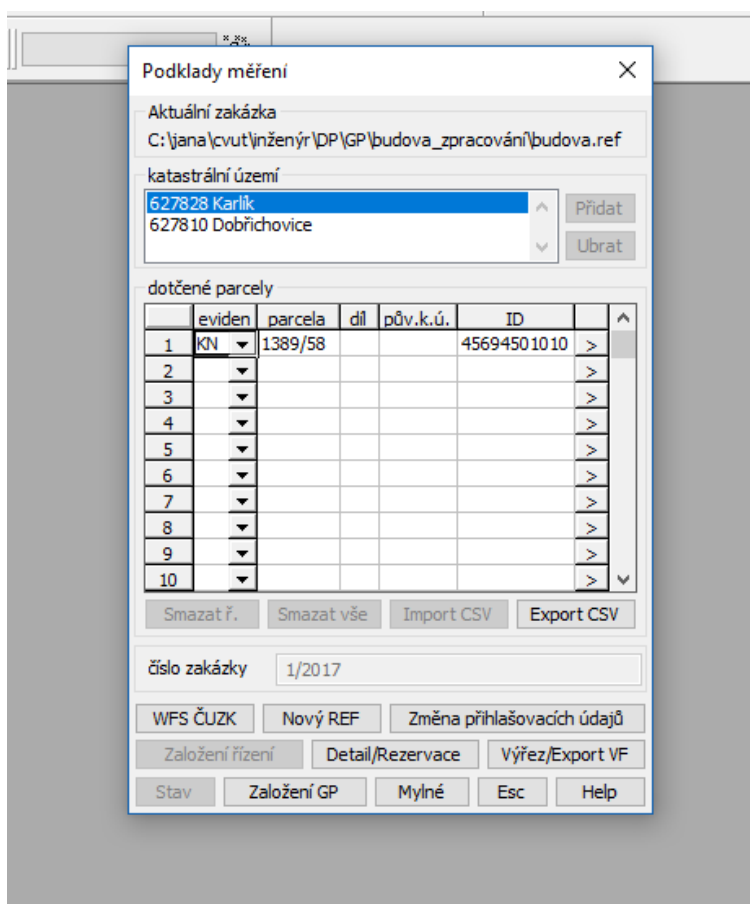 Podklady měření
Aktuální zakázka
C:\jana\cvut\inženýr\DP\GP\budova_zpracování\budova.ref
katastrální území
627828 Karlík
627810 Dobřichovice
Přidat
Ubrat
dotčené parcely
eviden parcela díl pův.k.ú. ID
1 KN 1389/58 45694501010 >
2 >
3 >
4 >
5 >
6 >
7 >
8 >
9 >
10 >
Smazat ř. Smazat vše Import CSV Export CSV
číslo zakázky 1/2017
WFS ČUZK Nový REF Změna přihlašovacích údajů
Založení řízení Detail/Rezervace Výřez/Export VF
Stav Založení GP Mylné Esc Help